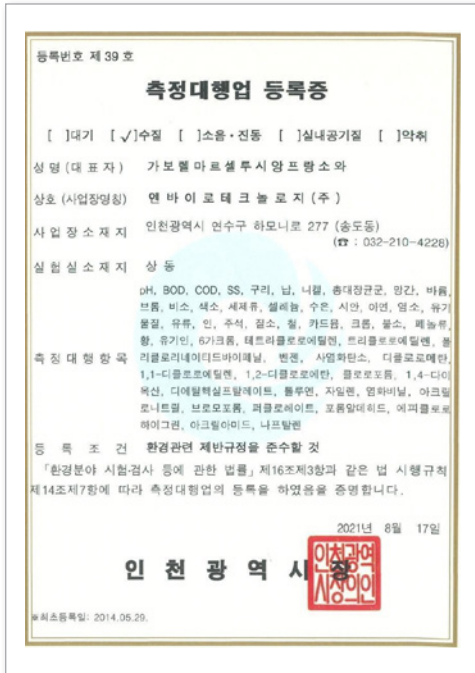 등록번호 제 39 호
측정대행업 등록증
[ ]대기 [✓]수질 [ ]소음·진동 [ ]실내공기질 [ ]악취
성명(대표자) 가보렐마르셀루시앙프랑소와
상호(사업장명칭) 엔바이로테크놀로지(주)
사업장소재지 인천광역시 연수구 하모니로 277 (송도동)
(☎ : 032-210-4228)
실험실소재지 상동
pH, BOD, COD, SS, 구리, 납, 니켈, 총대장균군, 망간, 바륨,
브롬, 비소, 색소, 세제류, 셀레늄, 수은, 시안, 아연, 염소, 유기
물질, 유류, 인, 주석, 질소, 철, 카드뮴, 크롬, 불소, 페놀류,
황, 유기인, 6가크롬, 테트라클로로에틸렌, 트리클로로에틸렌, 폴
측정대행항목 리클로리네이티드바이페닐, 벤젠, 사염화탄소, 디클로로메탄,
1,1-디클로로에틸렌, 1,2-디클로로에탄, 클로로포름, 1,4-다이
옥산, 디에틸헥실프탈레이트, 톨루엔, 자일렌, 염화비닐, 아크릴
로니트릴, 브로모포름, 퍼클로레이트, 포름알데히드, 에피클로로
하이드린, 아크릴아미드, 나프탈렌
등록조건 환경관련 제반규정을 준수할 것
「환경분야 시험·검사 등에 관한 법률」제16조제3항과 같은 법 시행규칙
제14조제7항에 따라 측정대행업의 등록을 하였음을 증명합니다.
2021년 8월 17일
인천광역시장
인천광역
시장의인
※최초등록일: 2014.05.29.